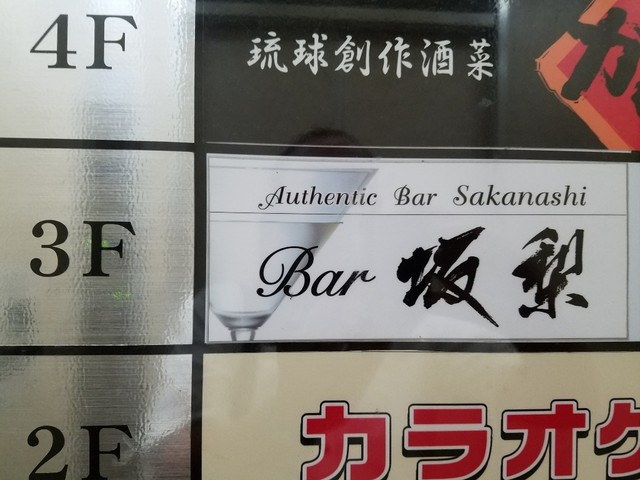 4F
琉球創作酒菜
3F
Authentic Bar Sakanashi
Bar 坂梨
2F
カラオケ